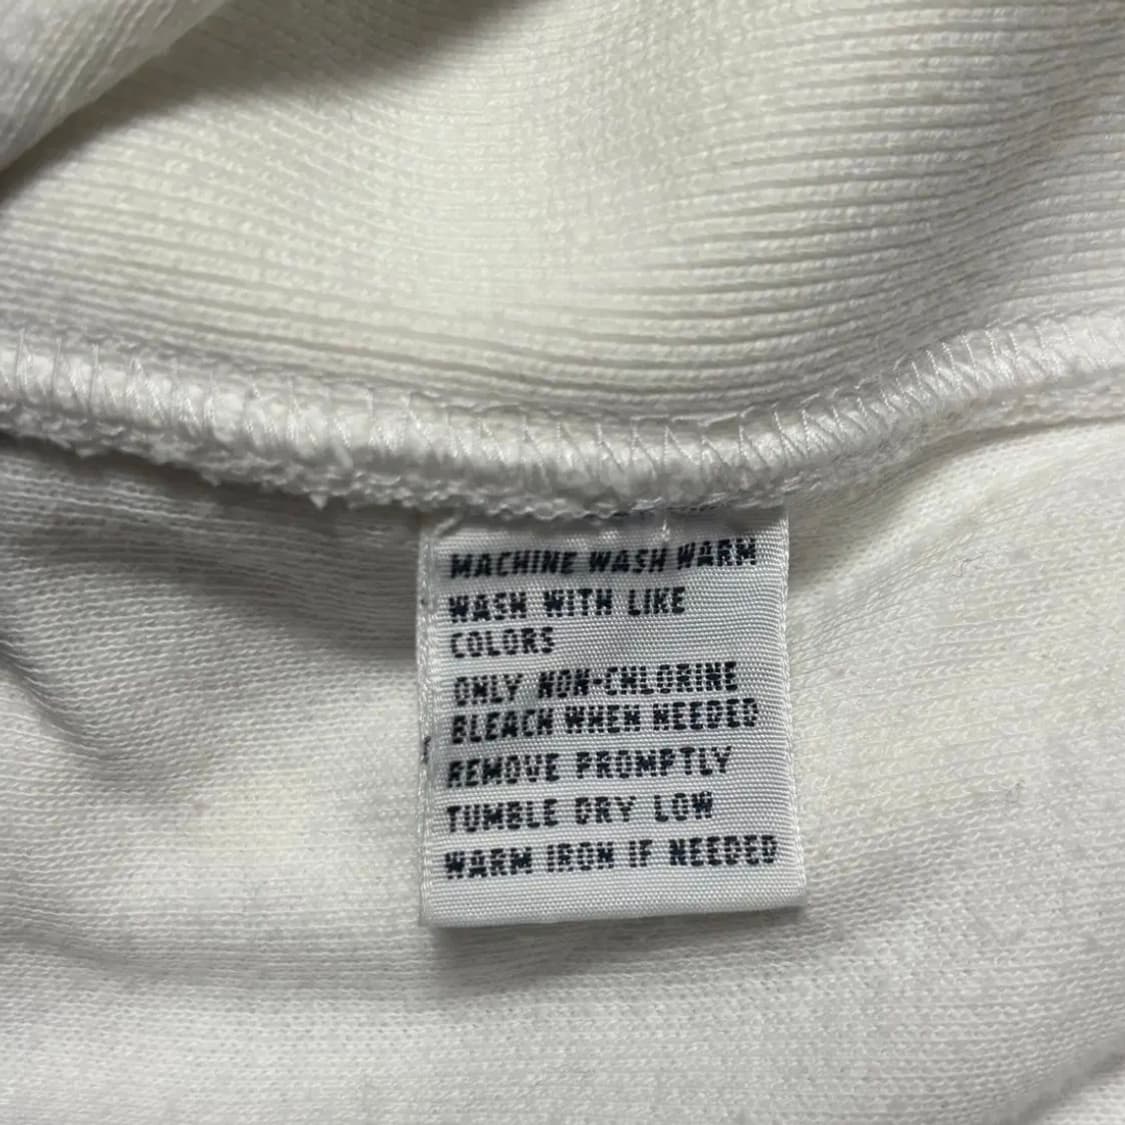 MACHINE WASH WARM
WASH WITH LIKE
COLORS
ONLY NON-CHLORINE
BLEACH WHEN NEEDED
REMOVE PROMPTLY
TUMBLE DRY LOW
WARM IRON IF NEEDED